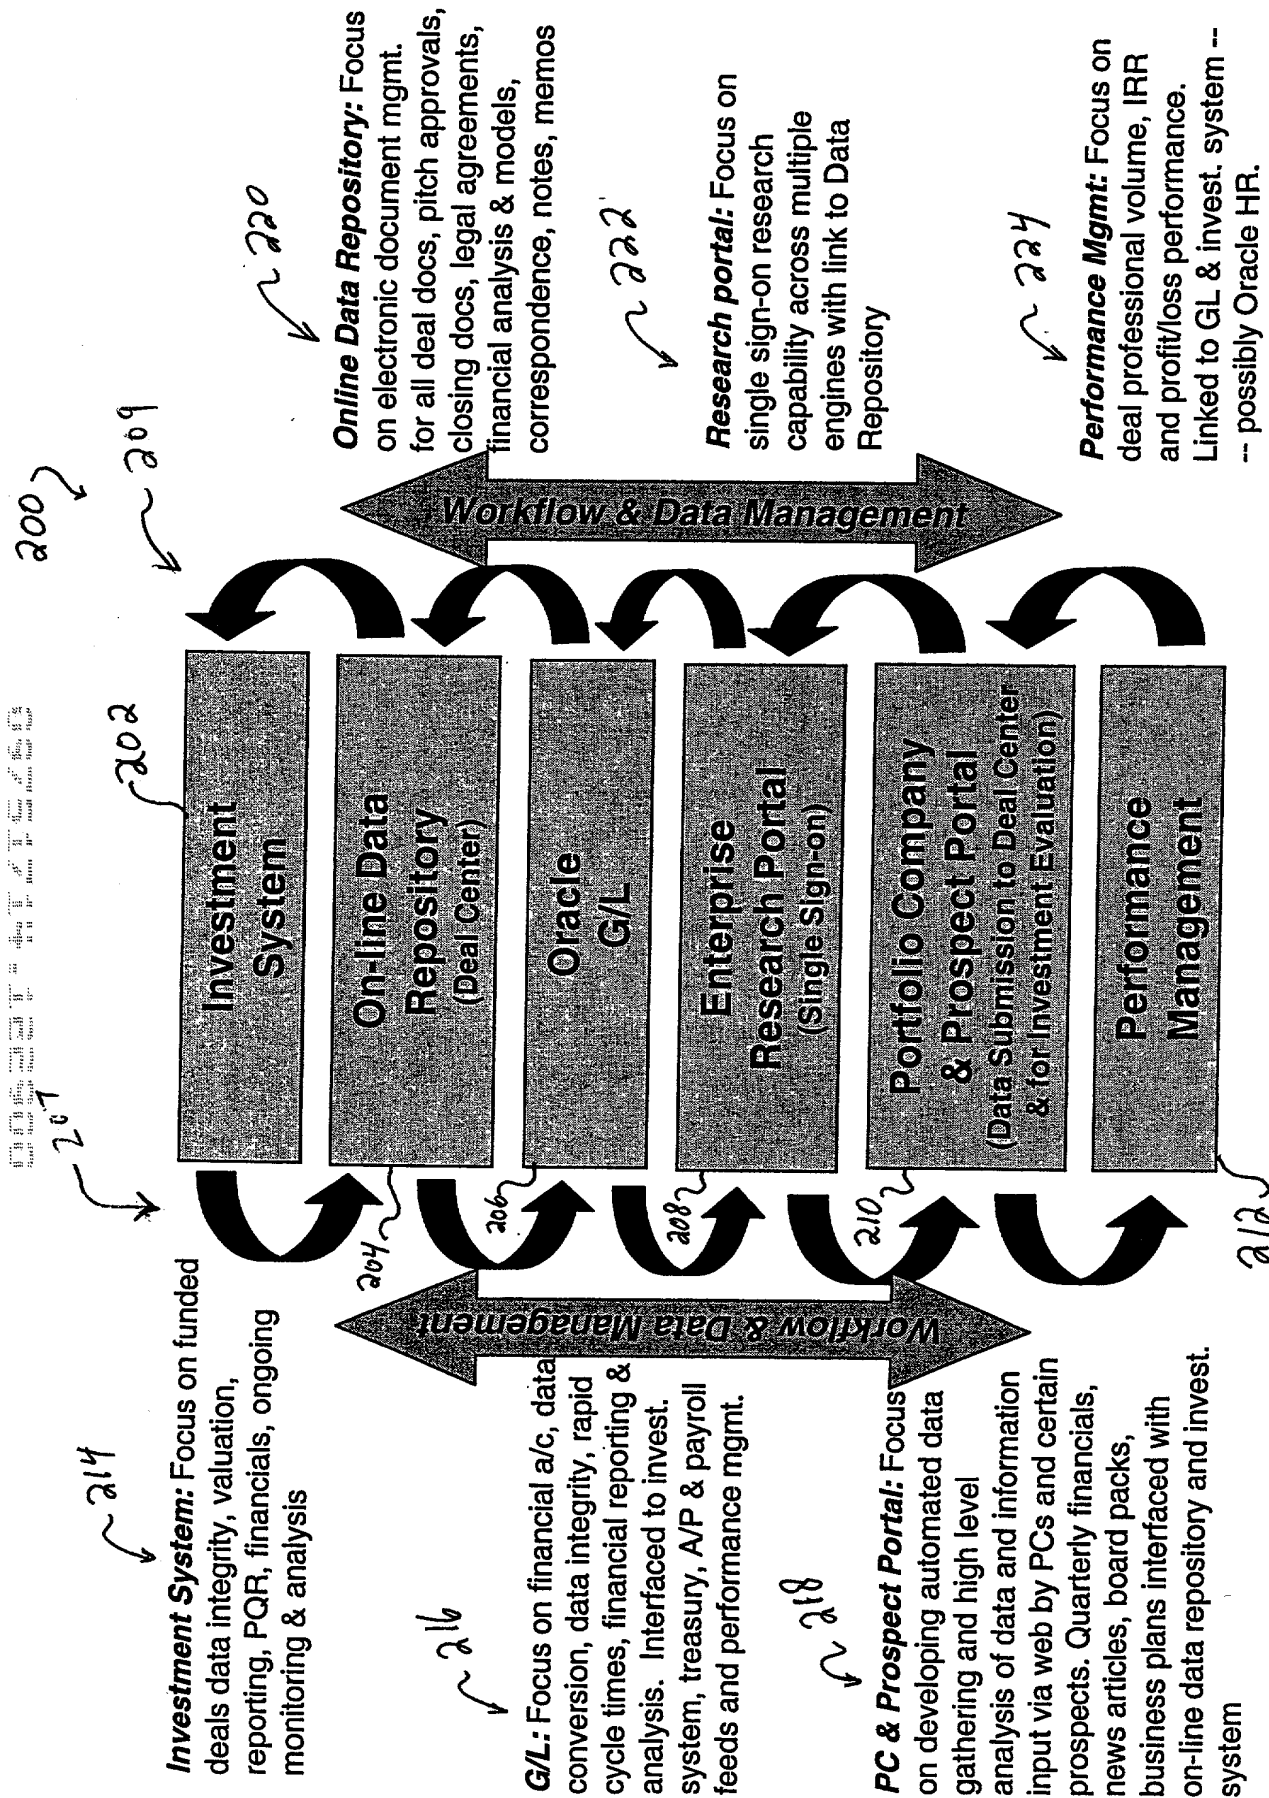 200
207
209
214
Investment System: Focus on funded
deals data integrity, valuation,
reporting, PQR, financials, ongoing
monitoring & analysis
216
G/L: Focus on financial a/c, data
conversion, data integrity, rapid
cycle times, financial reporting &
analysis. Interfaced to invest.
system, treasury, A/P & payroll
feeds and performance mgmt.
218
PC & Prospect Portal: Focus
on developing automated data
gathering and high level
analysis of data and information
input via web by PCs and certain
prospects. Quarterly financials,
news articles, board packs,
business plans interfaced with
on-line data repository and invest.
system
Workflow & Data Management
202
Investment
System
204
On-line Data
Repository
(Deal Center)
206
Oracle
G/L
208
Enterprise
Research Portal
(Single Sign-on)
210
Portfolio Company
& Prospect Portal
(Data Submission to Deal Center
& for Investment Evaluation)
212
Performance
Management
Workflow & Data Management
220
Online Data Repository: Focus
on electronic document mgmt.
for all deal docs, pitch approvals,
closing docs, legal agreements,
financial analysis & models,
correspondence, notes, memos
222
Research portal: Focus on
single sign-on research
capability across multiple
engines with link to Data
Repository
224
Performance Mgmt: Focus on
deal professional volume, IRR
and profit/loss performance.
Linked to GL & invest. system --
-- possibly Oracle HR.